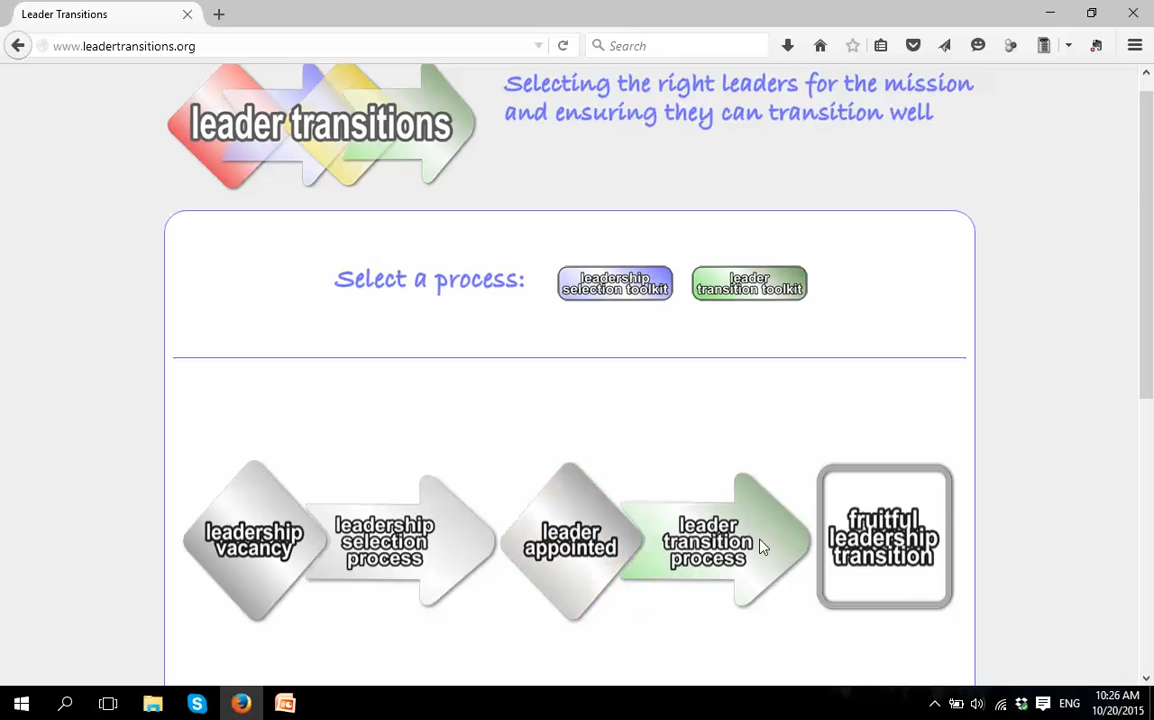 Leader Transitions
www.leadertransitions.org
Search
leader transitions
Selecting the right leaders for the mission
and ensuring they can transition well
Select a process:
leadership
selection toolkit
leader
transition toolkit
leadership
vacancy
leadership
selection
process
leader
appointed
leader
transition
process
fruitful
leadership
transition
ENG
10:26 AM
10/20/2015